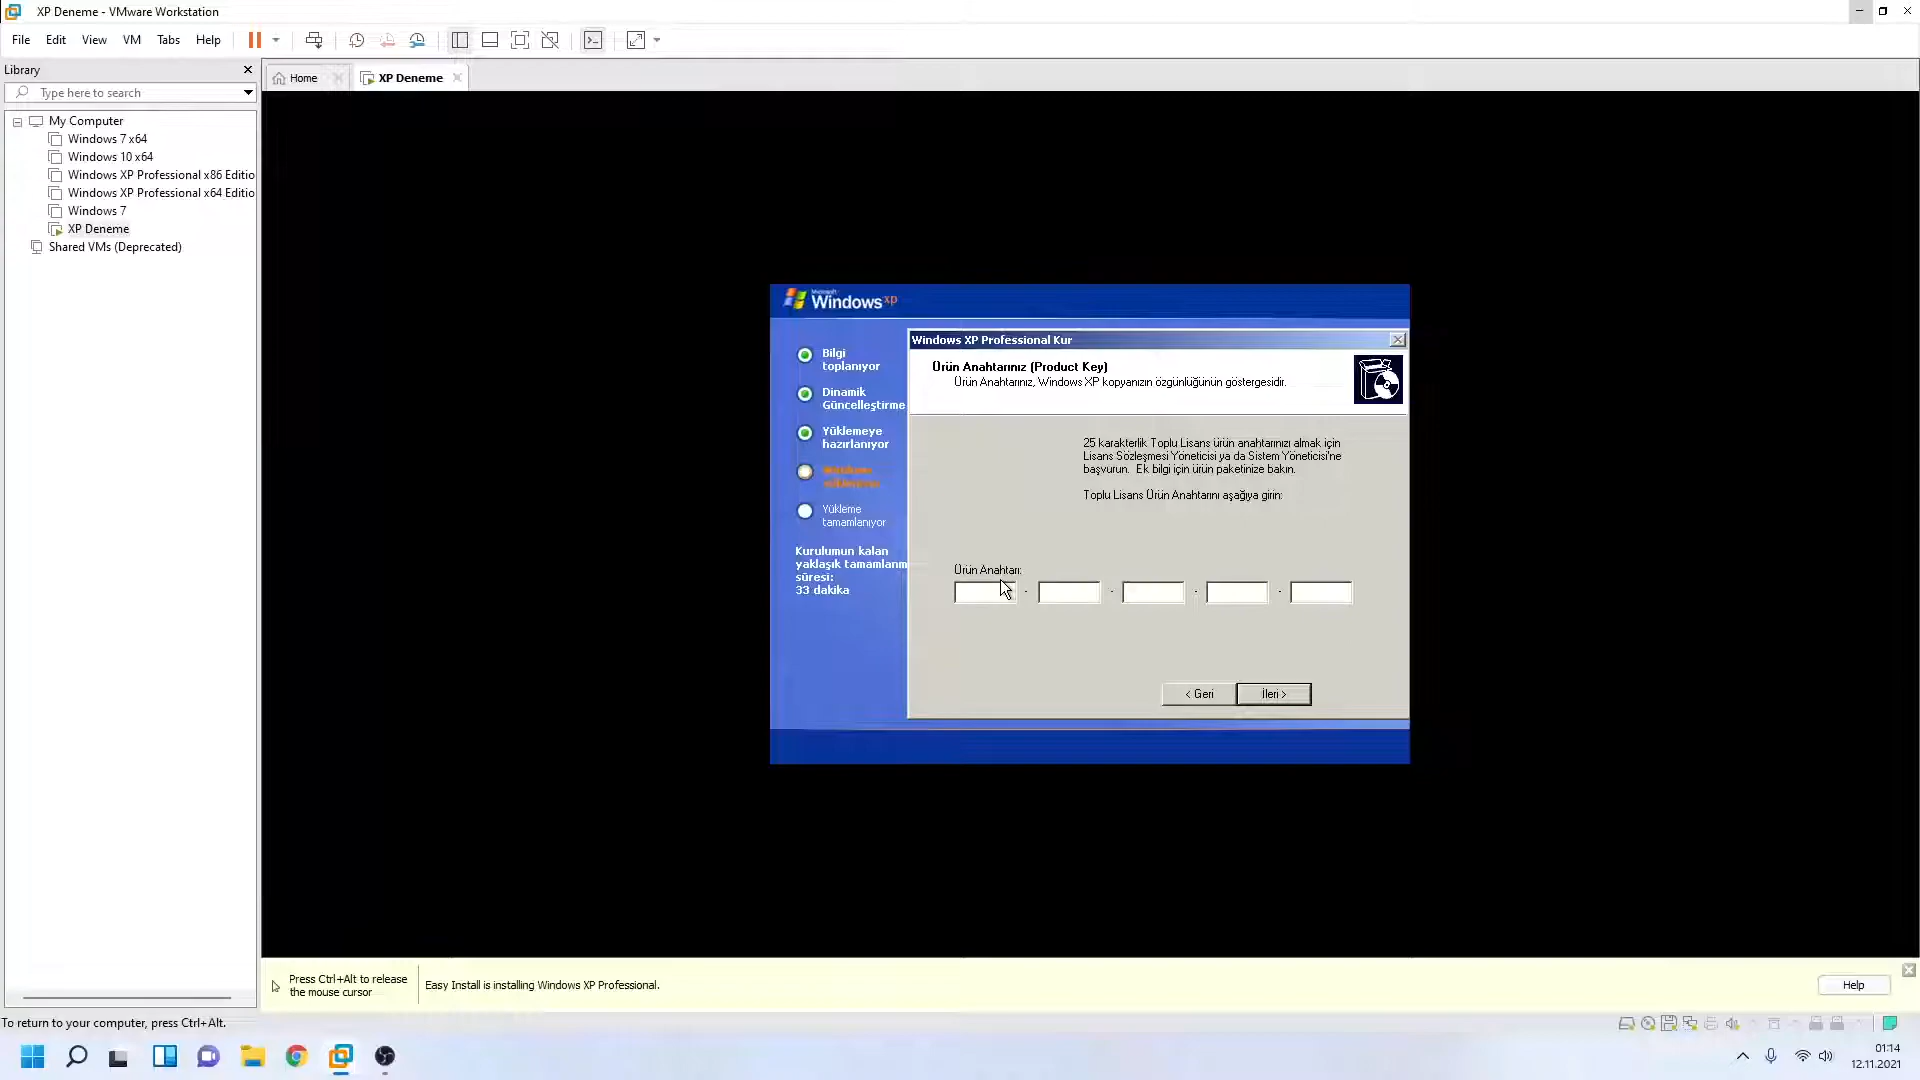 XP Deneme - VMware Workstation
File Edit View VM Tabs Help
Library
Type here to search
My Computer
Windows 7 x64
Windows 10 x64
Windows XP Professional x86 Editio
Windows XP Professional x64 Editio
Windows 7
XP Deneme
Shared VMs (Deprecated)
Home XP Deneme
Microsoft
Windows xp
Bilgi
toplanıyor
Dinamik
Güncelleştirme
Yüklemeye
hazırlanıyor
Yükleme
tamamlanıyor
Kurulumun kalan
yaklaşık tamamlanm
süresi:
33 dakika
Windows XP Professional Kur
Ürün Anahtarınız (Product Key)
Ürün Anahtarınız, Windows XP kopyanızın özgünlüğünün göstergesidir.
25 karakterlik Toplu Lisans ürün anahtarınızı almak için
Lisans Sözleşmesi Yöneticisi ya da Sistem Yöneticisi'ne
başvurun. Ek bilgi için ürün paketinize bakın.
Toplu Lisans Ürün Anahtarını aşağıya girin:
Ürün Anahtarı:
- - - -
< Geri İleri >
Press Ctrl+Alt to release
the mouse cursor
Easy Install is installing Windows XP Professional.
Help
To return to your computer, press Ctrl+Alt.
01:14
12.11.2021